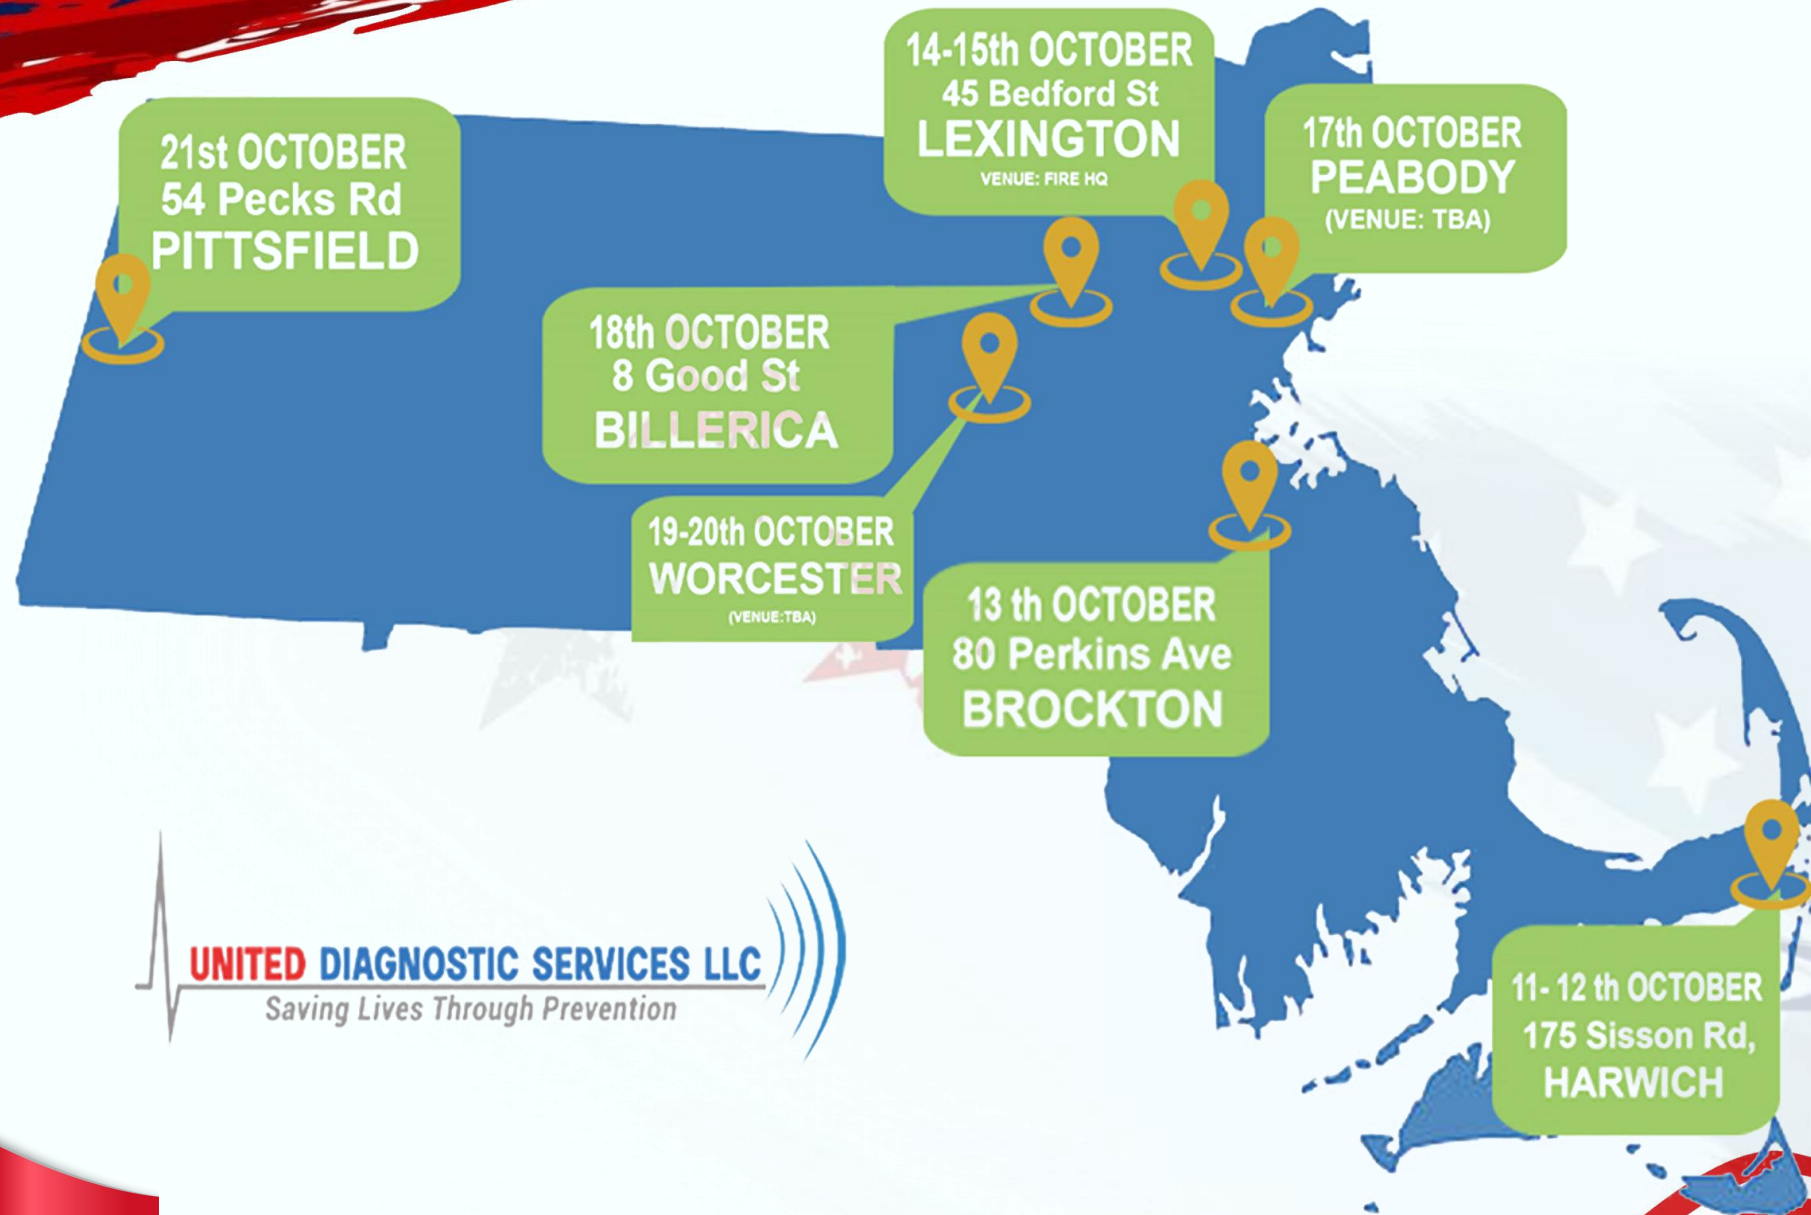 14-15th OCTOBER
45 Bedford St
LEXINGTON
VENUE: FIRE HQ
17th OCTOBER
PEABODY
(VENUE: TBA)
21st OCTOBER
54 Pecks Rd
PITTSFIELD
18th OCTOBER
8 Good St
BILLERICA
19-20th OCTOBER
WORCESTER
(VENUE:TBA)
13 th OCTOBER
80 Perkins Ave
BROCKTON
UNITED DIAGNOSTIC SERVICES LLC
Saving Lives Through Prevention
11- 12 th OCTOBER
175 Sisson Rd,
HARWICH